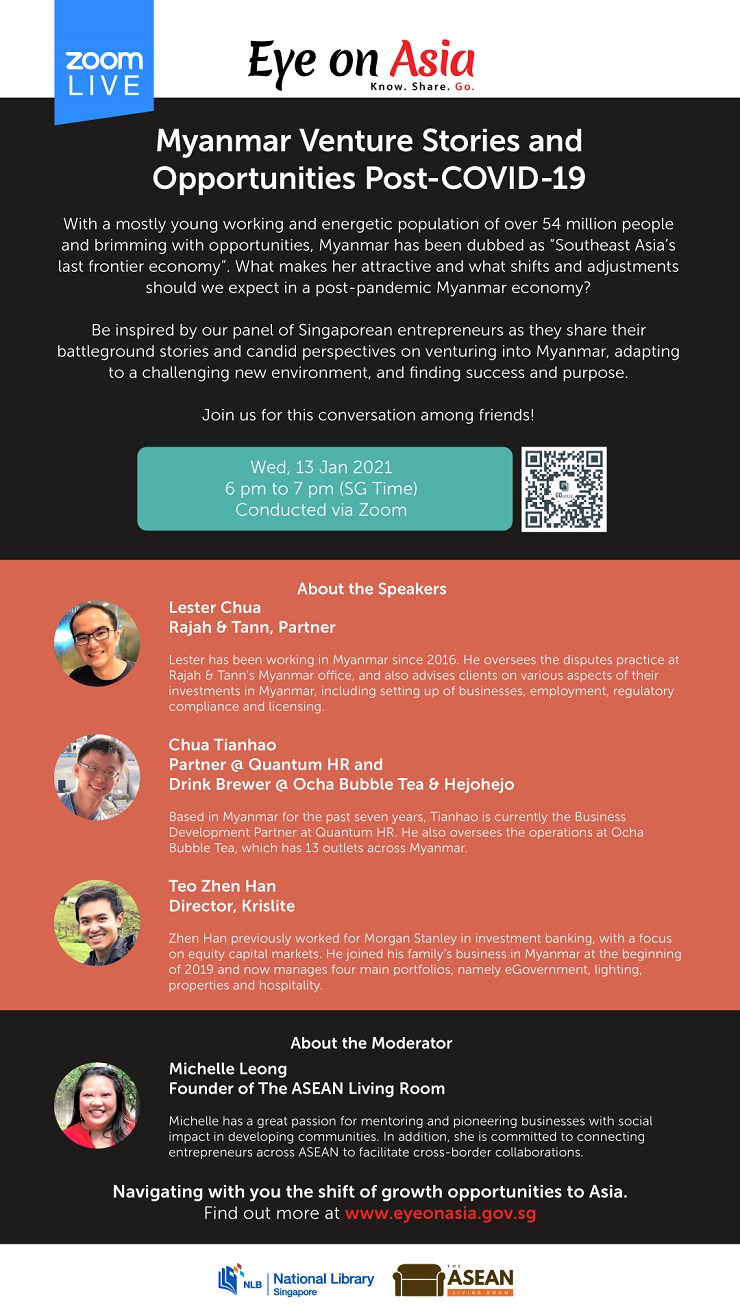 zoom
LIVE
Eye on Asia
Know. Share. Go.
Myanmar Venture Stories and
Opportunities Post-COVID-19
With a mostly young working and energetic population of over 54 million people
and brimming with opportunities, Myanmar has been dubbed as “Southeast Asia’s
last frontier economy”. What makes her attractive and what shifts and adjustments
should we expect in a post-pandemic Myanmar economy?
Be inspired by our panel of Singaporean entrepreneurs as they share their
battleground stories and candid perspectives on venturing into Myanmar, adapting
to a challenging new environment, and finding success and purpose.
Join us for this conversation among friends!
Wed, 13 Jan 2021
6 pm to 7 pm (SG Time)
Conducted via Zoom
About the Speakers
Lester Chua
Rajah & Tann, Partner
Lester has been working in Myanmar since 2016. He oversees the disputes practice at
Rajah & Tann's Myanmar office, and also advises clients on various aspects of their
investments in Myanmar, including setting up of businesses, employment, regulatory
compliance and licensing.
Chua Tianhao
Partner @ Quantum HR and
Drink Brewer @ Ocha Bubble Tea & Hejohejo
Based in Myanmar for the past seven years, Tianhao is currently the Business
Development Partner at Quantum HR. He also oversees the operations at Ocha
Bubble Tea, which has 13 outlets across Myanmar.
Teo Zhen Han
Director, Krislite
Zhen Han previously worked for Morgan Stanley in investment banking, with a focus
on equity capital markets. He joined his family's business in Myanmar at the beginning
of 2019 and now manages four main portfolios, namely eGovernment, lighting,
properties and hospitality.
About the Moderator
Michelle Leong
Founder of The ASEAN Living Room
Michelle has a great passion for mentoring and pioneering businesses with social
impact in developing communities. In addition, she is committed to connecting
entrepreneurs across ASEAN to facilitate cross-border collaborations.
Navigating with you the shift of growth opportunities to Asia.
Find out more at www.eyeonasia.gov.sg
NLB National Library
Singapore
THE
ASEAN
LIVING ROOM